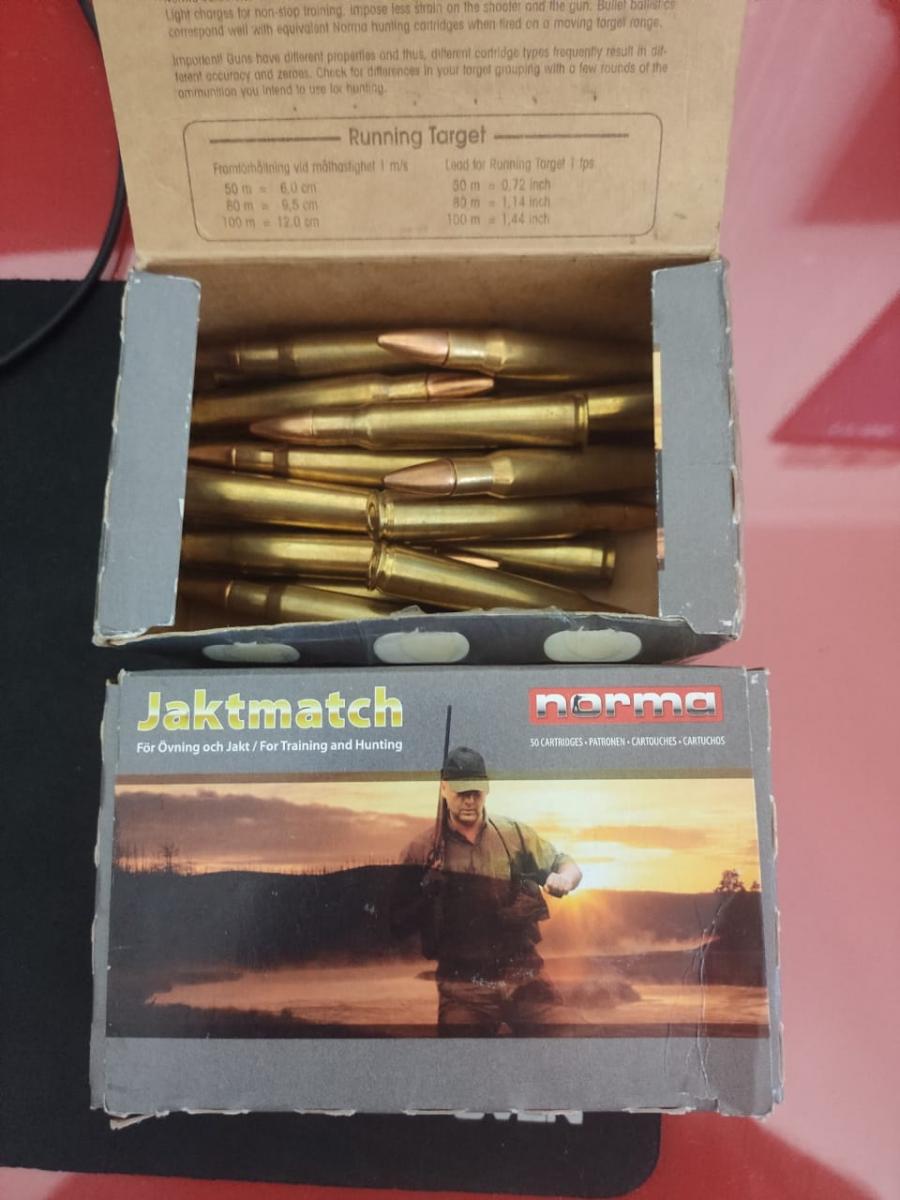 Light charges for non-stop training, impose less strain on the shooter and the gun. Bullet ballistics
correspond well with equivalent Norma hunting cartridges when fired on a moving target range.
Important! Guns have different properties and thus, different cartridge types frequently result in dif-
ferent accuracy and zeroes. Check for differences in your target grouping with a few rounds of the
ammunition you intend to use for hunting.
Running Target
Framförhållning vid målhastighet 1 m/s
Lead for Running Target 1 fps
50 m = 6,0 cm
50 m = 0,72 inch
80 m = 9,5 cm
80 m = 1,14 inch
100 m = 12,0 cm
100 m = 1,44 inch
Jaktmatch
norma
För Övning och Jakt / For Training and Hunting
50 CARTRIDGES • PATRONEN • CARTOUCHES • CARTUCHOS